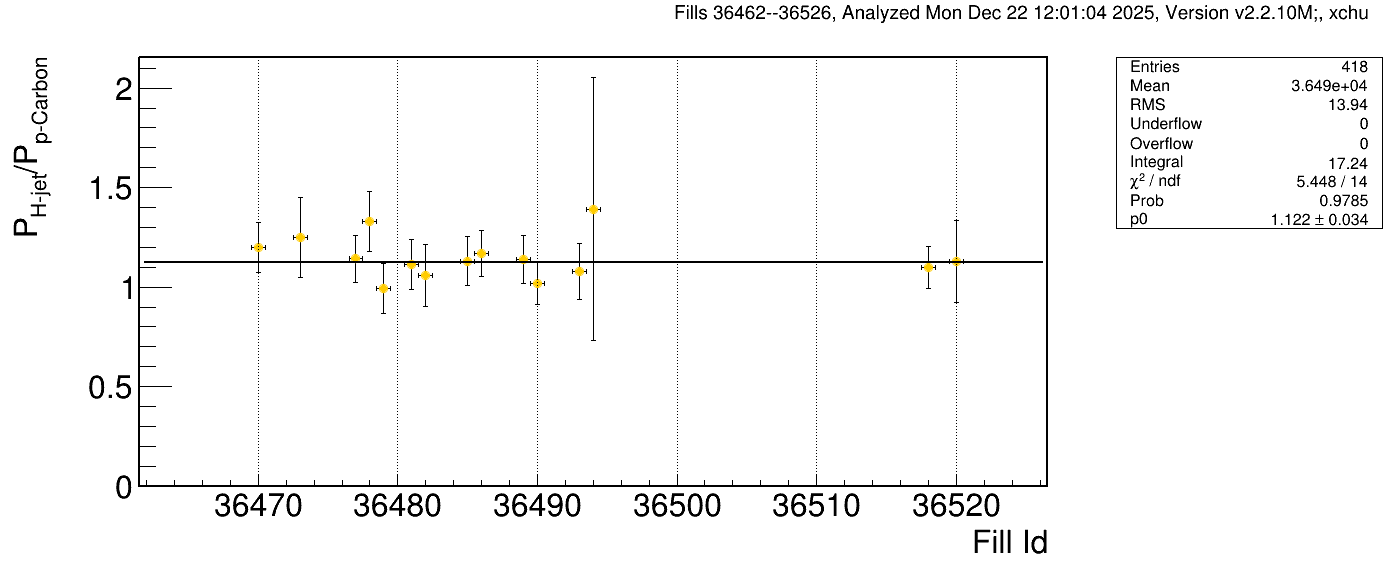 Fills 36462--36526, Analyzed Mon Dec 22 12:01:04 2025, Version v2.2.10M;, xchu
P_H-jet/P_p-Carbon
2
1.5
1
0.5
0
36470 36480 36490 36500 36510 36520
Fill Id
Entries 418
Mean 3.649e+04
RMS 13.94
Underflow 0
Overflow 0
Integral 17.24
χ² / ndf 5.448 / 14
Prob 0.9785
p0 1.122 ± 0.034